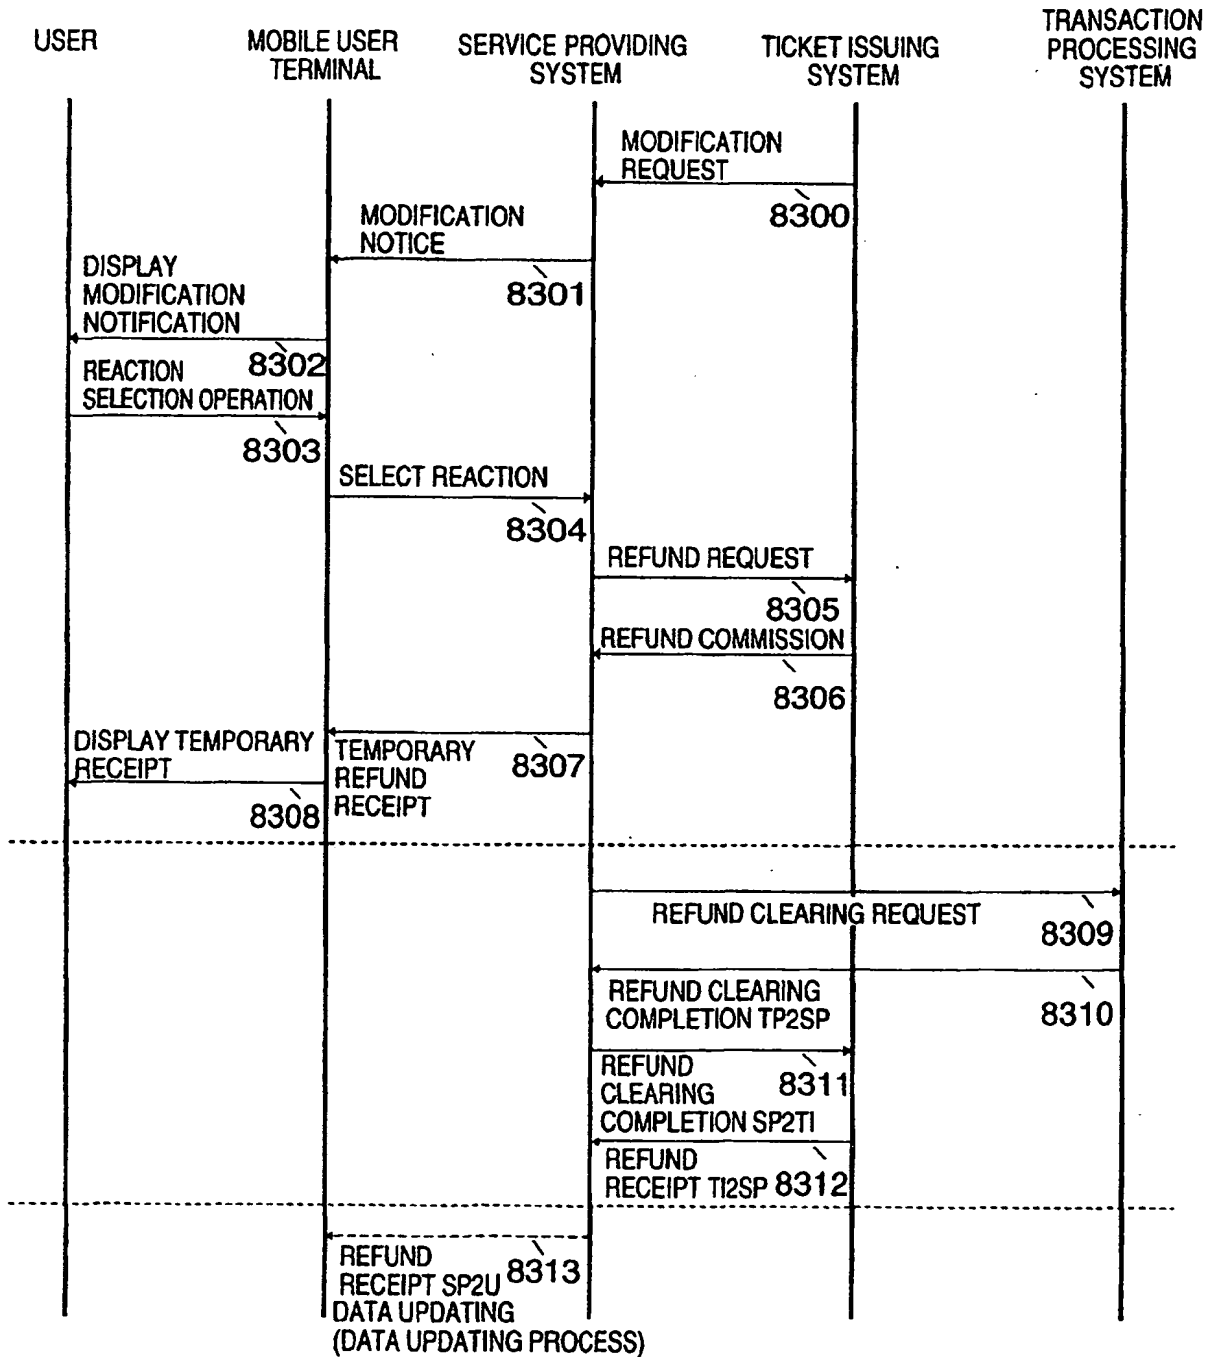 USER
MOBILE USER
TERMINAL
SERVICE PROVIDING
SYSTEM
TICKET ISSUING
SYSTEM
TRANSACTION
PROCESSING
SYSTEM
MODIFICATION
REQUEST
8300
MODIFICATION
NOTICE
8301
DISPLAY
MODIFICATION
NOTIFICATION
8302
REACTION
SELECTION OPERATION
8303
SELECT REACTION
8304
REFUND REQUEST
8305
REFUND COMMISSION
8306
TEMPORARY
REFUND
RECEIPT
8307
DISPLAY TEMPORARY
RECEIPT
8308
REFUND CLEARING REQUEST
8309
REFUND CLEARING
COMPLETION TP2SP
8310
REFUND
CLEARING
COMPLETION SP2TI
8311
REFUND
RECEIPT TI2SP
8312
REFUND
RECEIPT SP2U
8313
DATA UPDATING
(DATA UPDATING PROCESS)